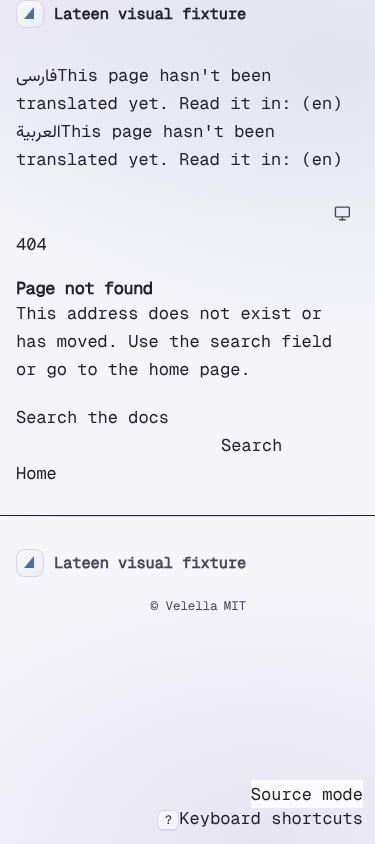 Lateen visual fixture
فارسیThis page hasn't been
translated yet. Read it in: (en)
العربيةThis page hasn't been
translated yet. Read it in: (en)
404
Page not found
This address does not exist or
has moved. Use the search field
or go to the home page.
Search the docs
Search
Home
Lateen visual fixture
© Velella MIT
Source mode
?Keyboard shortcuts